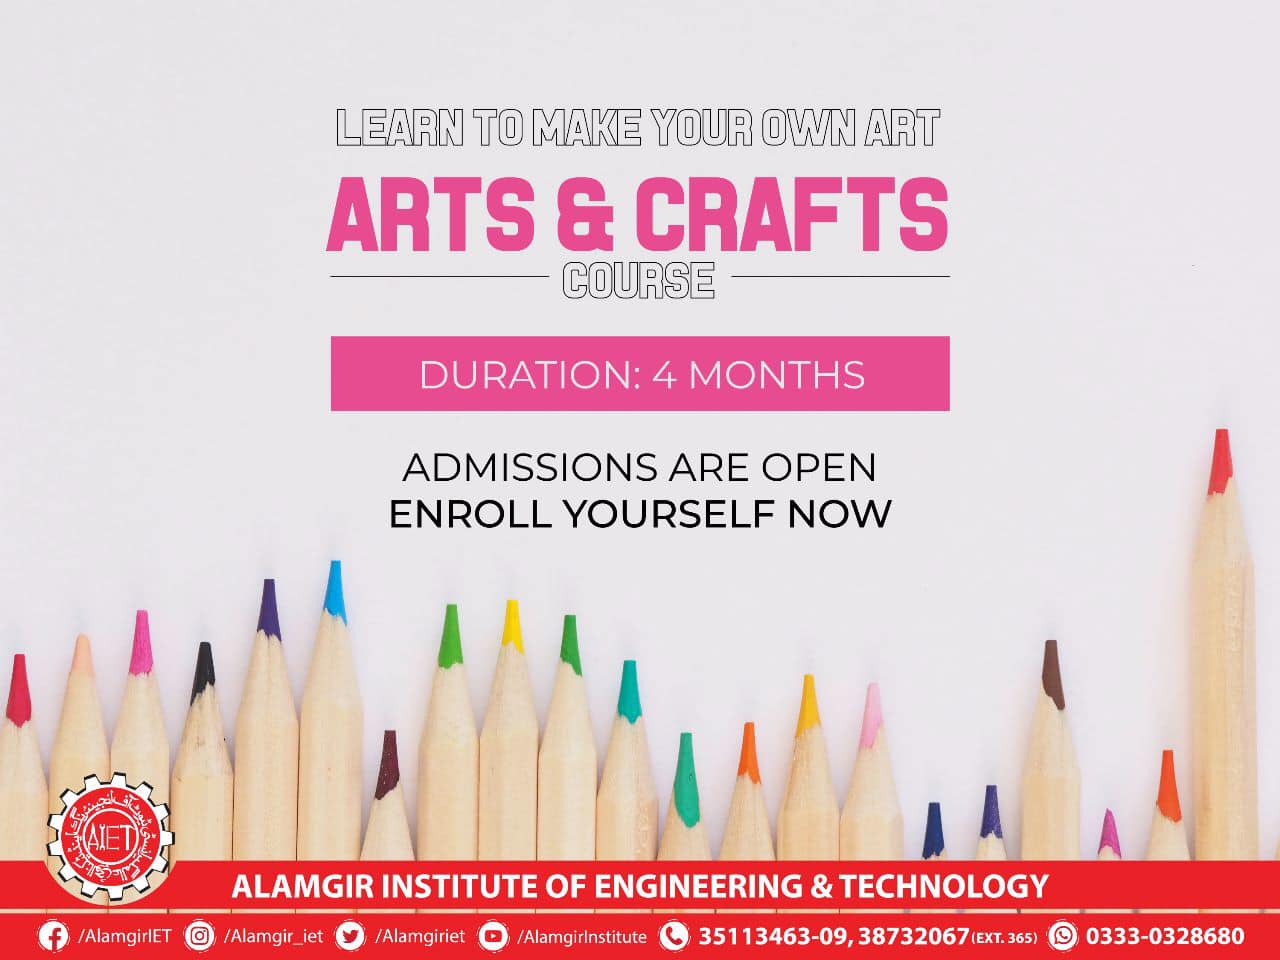 LEARN TO MAKE YOUR OWN ART
ARTS & CRAFTS
COURSE
DURATION: 4 MONTHS
ADMISSIONS ARE OPEN
ENROLL YOURSELF NOW
AIET
ALAMGIR INSTITUTE OF ENGINEERING & TECHNOLOGY
/AlamgirIET /Alamgir_iet /Alamgiriet /AlamgirInstitute 35113463-09, 38732067 (EXT. 365) 0333-0328680